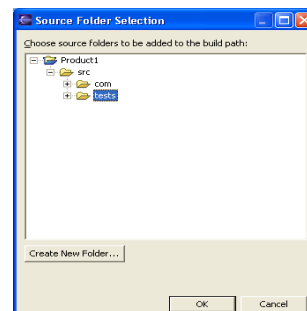 Source Folder Selection
Choose source folders to be added to the build path:
Product1
src
com
tests
Create New Folder...
OK Cancel